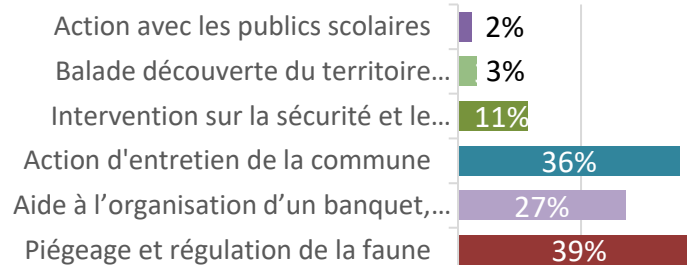 Action avec les publics scolaires 2%
Balade découverte du territoire... 3%
Intervention sur la sécurité et le... 11%
Action d'entretien de la commune 36%
Aide à l’organisation d’un banquet,... 27%
Piégeage et régulation de la faune 39%